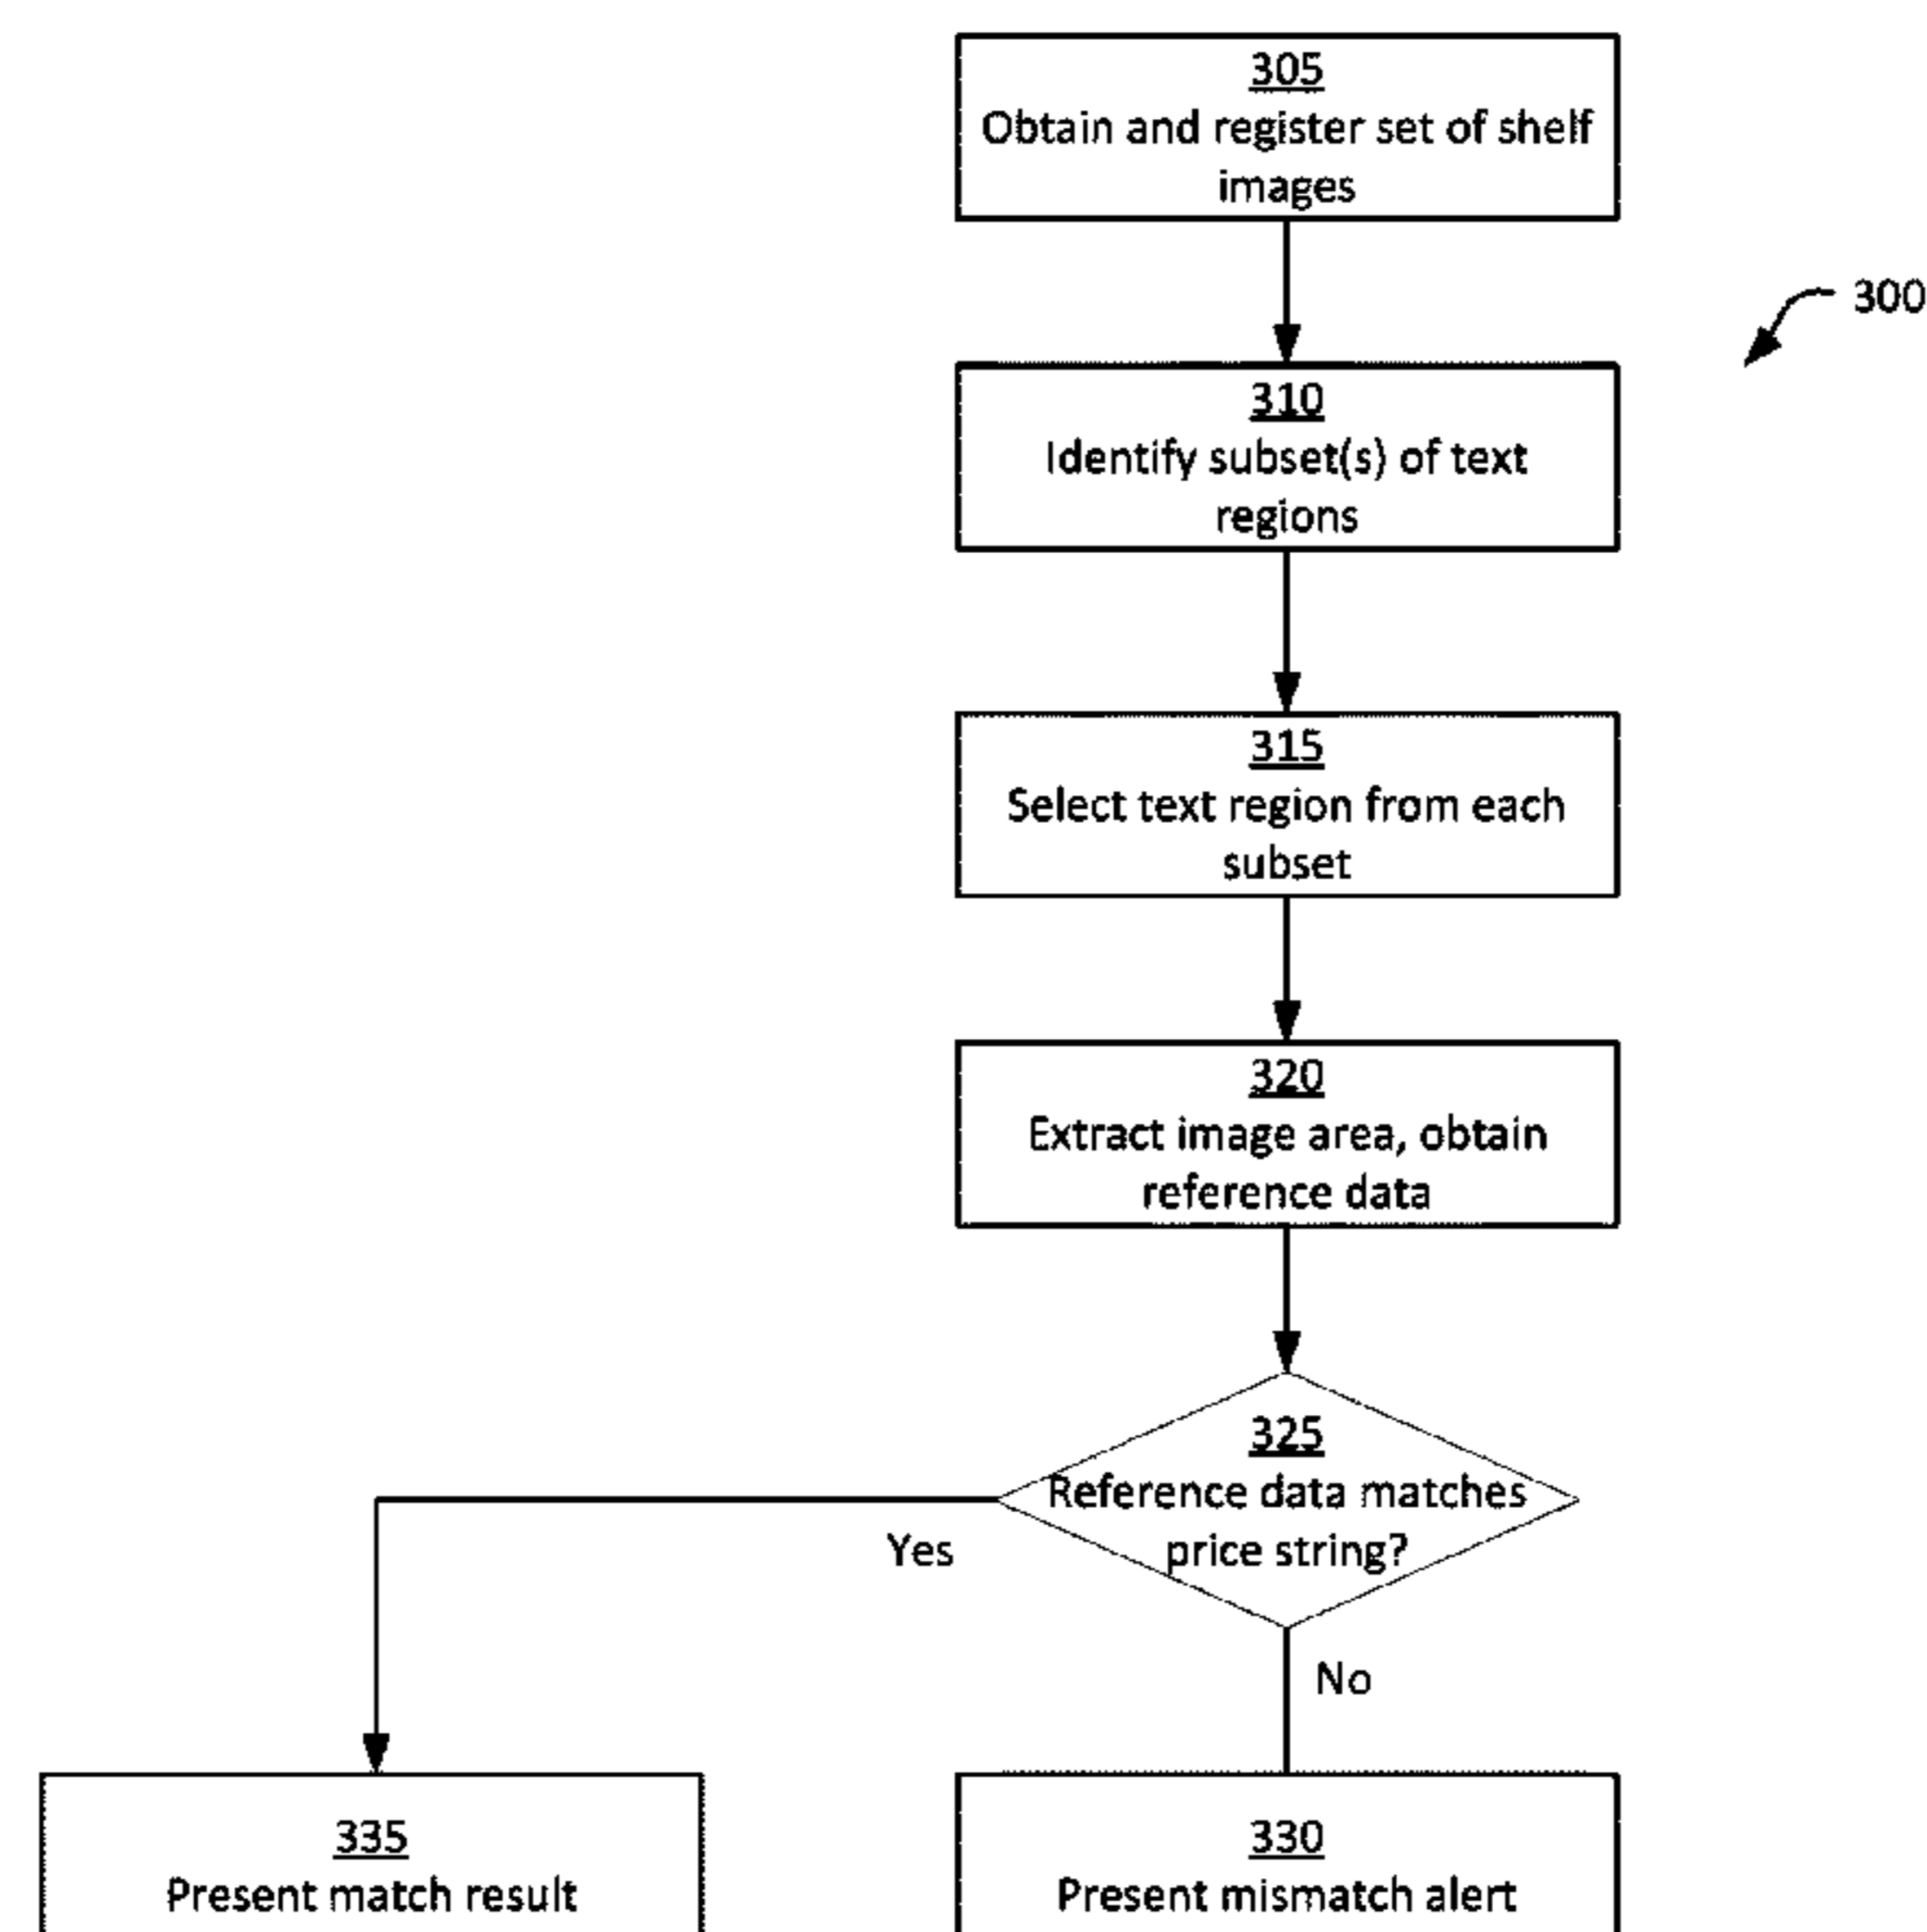 305
Obtain and register set of shelf
images
300
310
Identify subset(s) of text
regions
315
Select text region from each
subset
320
Extract image area, obtain
reference data
325
Reference data matches
price string?
Yes
No
335
Present match result
330
Present mismatch alert